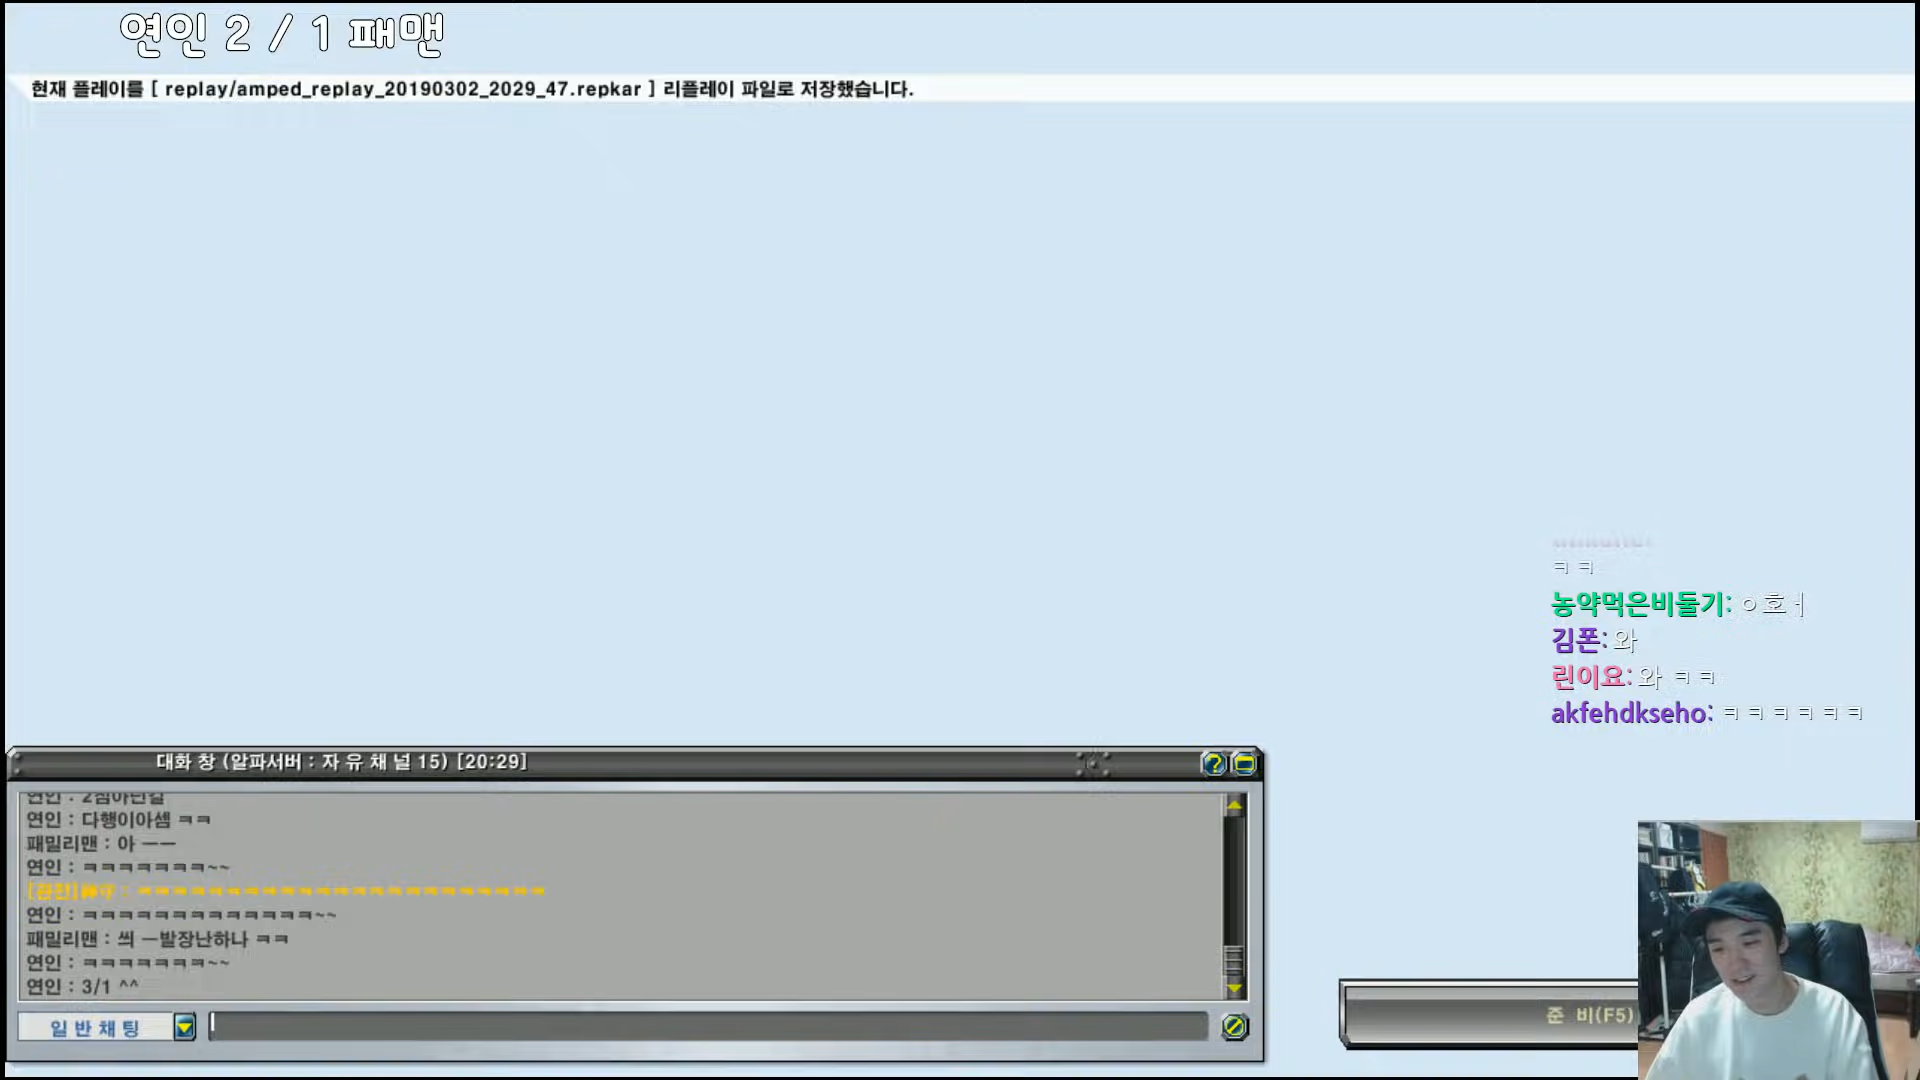 연인 2 / 1 패맨
현재 플레이를 [ replay/amped_replay_20190302_2029_47.repkar ] 리플레이 파일로 저장했습니다.
ㅋㅋ
농약먹은비둘기: ㅇ호ㅓ
김폰: 와
린이요: 와 ㅋㅋ
akfehdkseho: ㅋㅋㅋㅋㅋㅋ
대화 창 (알파서버 : 자 유 채 널 15) [20:29]
연인 :
연인 : 다행이아셈 ㅋㅋ
패밀리맨 : 아 ㅡㅡ
연인 : ㅋㅋㅋㅋㅋㅋㅋ~~
ㅋㅋㅋㅋㅋㅋㅋㅋㅋㅋㅋㅋㅋㅋㅋㅋㅋㅋㅋㅋㅋㅋㅋ
연인 : ㅋㅋㅋㅋㅋㅋㅋㅋㅋㅋㅋㅋㅋ~~
패밀리맨 : 씌 ㅡ발장난하나 ㅋㅋ
연인 : ㅋㅋㅋㅋㅋㅋㅋ~~
연인 : 3/1 ^^
일 반 채 팅
준 비(F5)